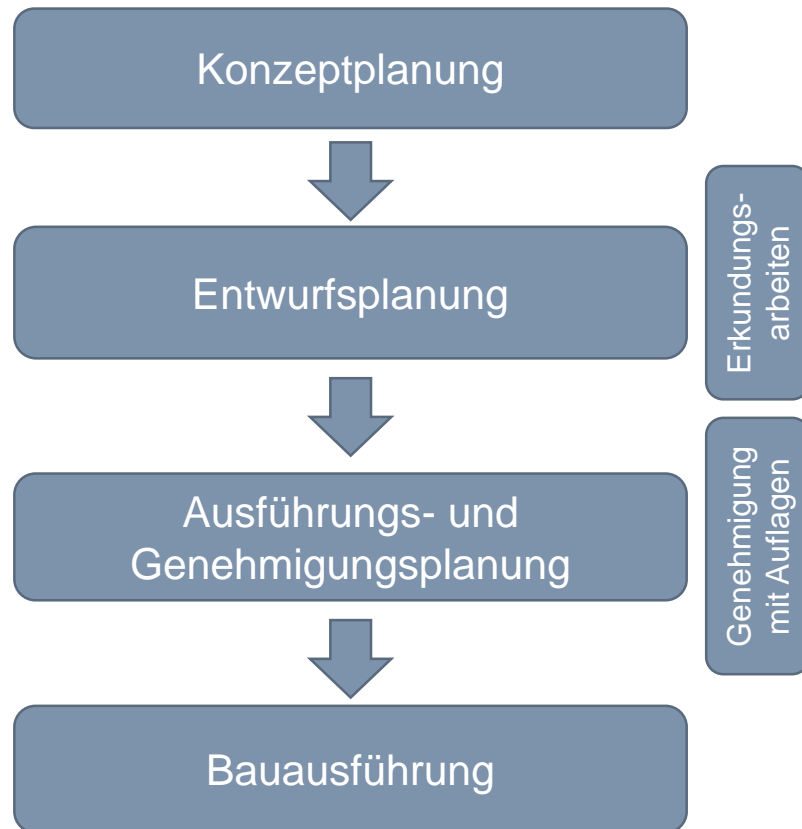 Konzeptplanung
Entwurfsplanung
Erkundungs-
arbeiten
Ausführungs- und
Genehmigungsplanung
Genehmigung
mit Auflagen
Bauausführung